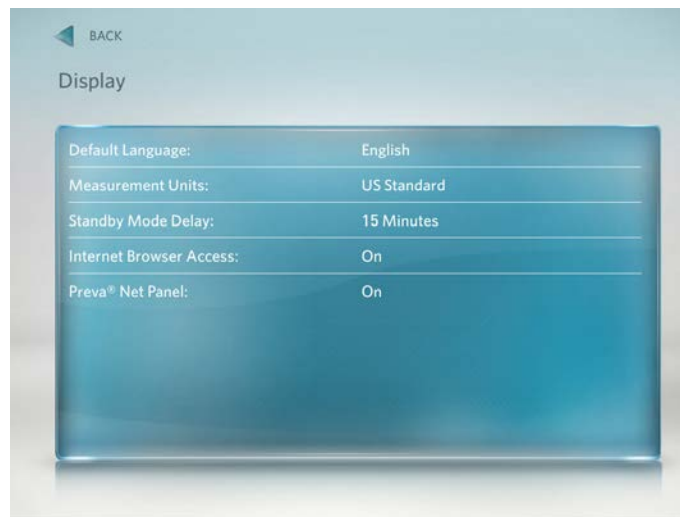 BACK
Display
Default Language: English
Measurement Units: US Standard
Standby Mode Delay: 15 Minutes
Internet Browser Access: On
Preva® Net Panel: On